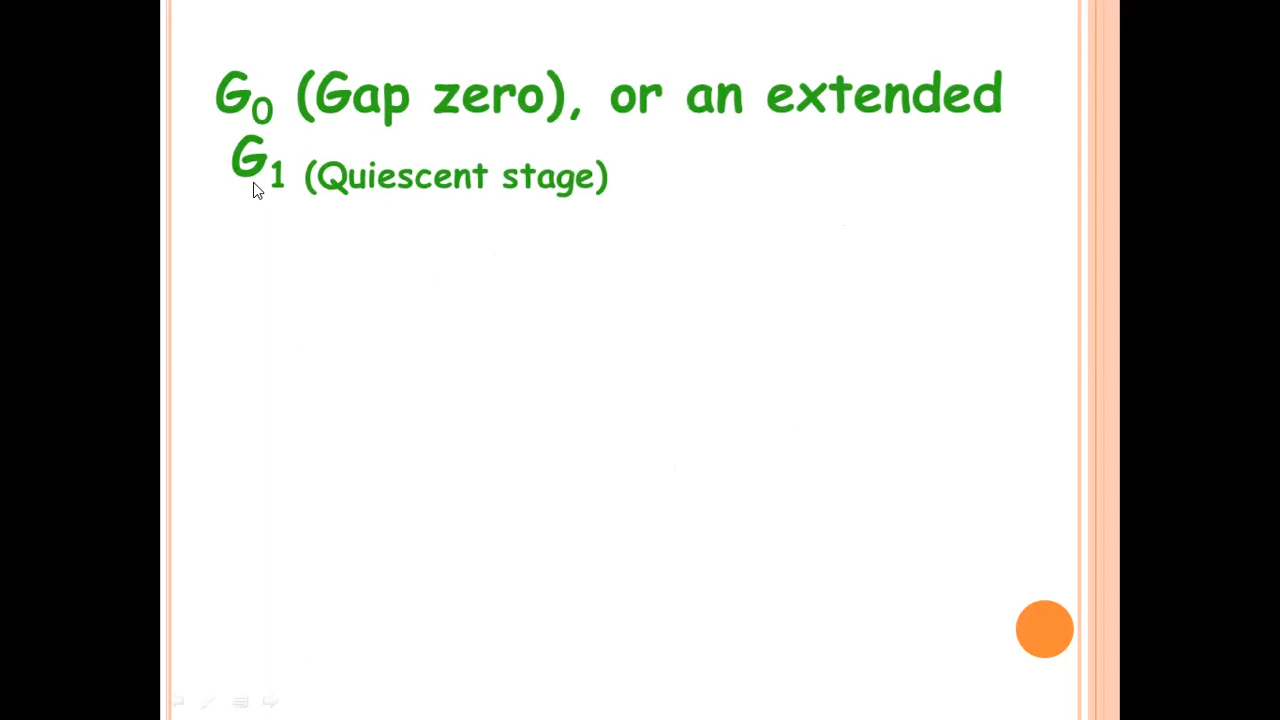 G₀ (Gap zero), or an extended
G₁ (Quiescent stage)